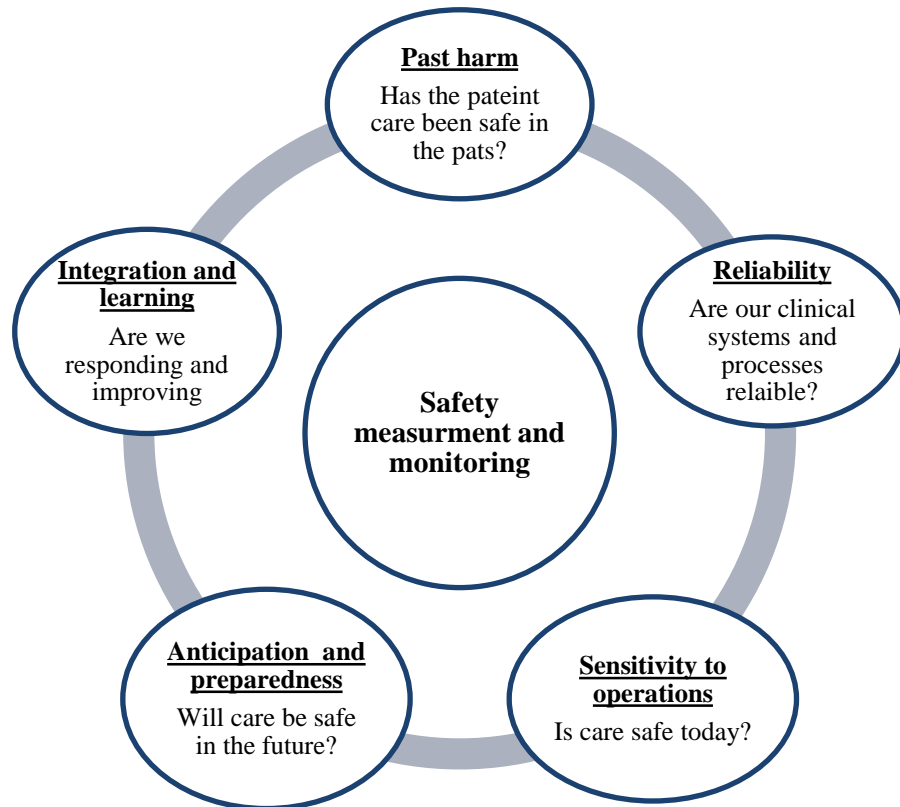 Past harm
Has the pateint
care been safe in
the pats?
Integration and
learning
Are we
responding and
improving
Reliability
Are our clinical
systems and
processes
relaible?
Safety
measurment and
monitoring
Anticipation and
preparedness
Will care be safe
in the future?
Sensitivity to
operations
Is care safe today?